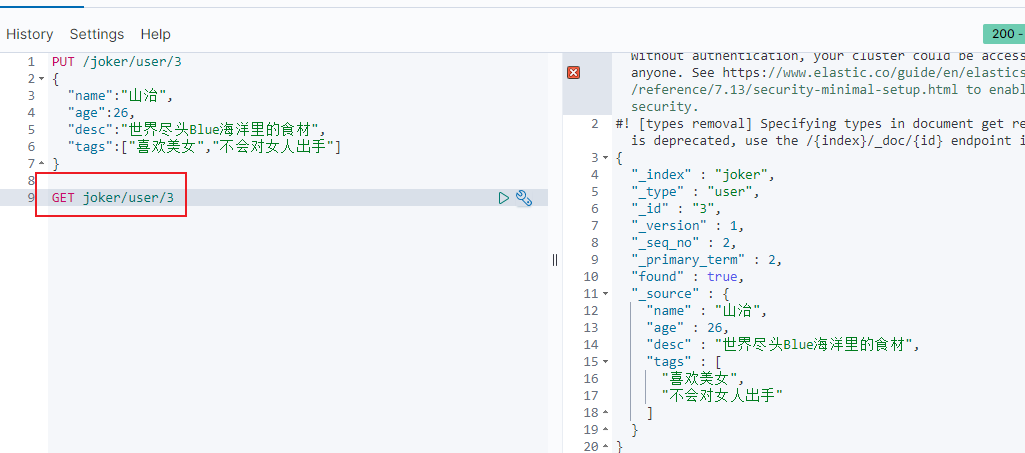 History Settings Help
200 -
1 PUT /joker/user/3
2 {
3 "name":"山治",
4 "age":26,
5 "desc":"世界尽头Blue海洋里的食材",
6 "tags":["喜欢美女","不会对女人出手"]
7 }
8
9 GET joker/user/3
without authentication, your cluster could be access
anyone. See https://www.elastic.co/guide/en/elastics
/reference/7.13/security-minimal-setup.html to enabl
security.
2 #! [types removal] Specifying types in document get re
is deprecated, use the /{index}/_doc/{id} endpoint i
3 {
4 "_index" : "joker",
5 "_type" : "user",
6 "_id" : "3",
7 "_version" : 1,
8 "_seq_no" : 2,
9 "_primary_term" : 2,
10 "found" : true,
11 "_source" : {
12 "name" : "山治",
13 "age" : 26,
14 "desc" : "世界尽头Blue海洋里的食材",
15 "tags" : [
16 "喜欢美女",
17 "不会对女人出手"
18 ]
19 }
20 }